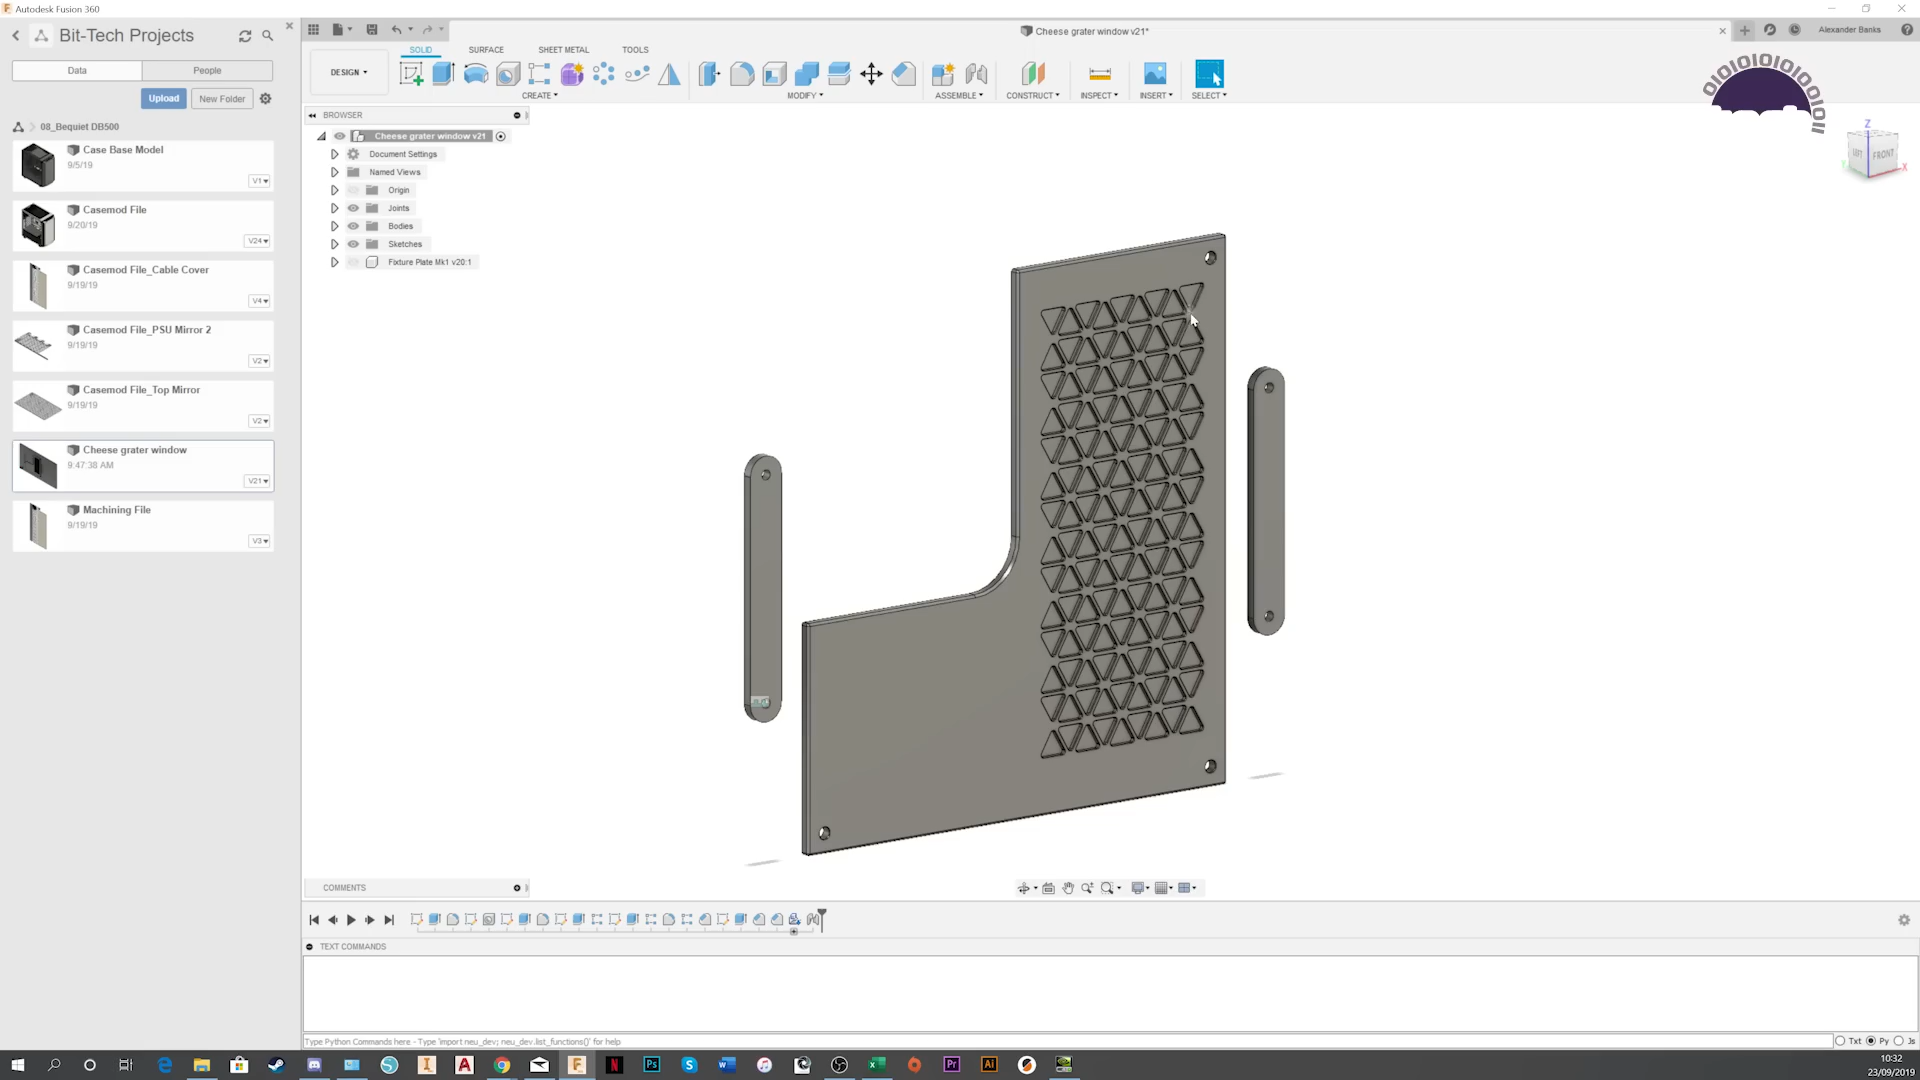 Autodesk Fusion 360
Bit-Tech Projects
Data
People
Upload
New Folder
08_Bequiet DB500
Case Base Model
9/5/19
V1
Casemod File
9/20/19
V24
Casemod File_Cable Cover
9/19/19
V4
Casemod File_PSU Mirror 2
9/19/19
V2
Casemod File_Top Mirror
9/19/19
V2
Cheese grater window
9:47:38 AM
V21
Machining File
9/19/19
V3
Cheese grater window v21*
Alexander Banks
SOLID
SURFACE
SHEET METAL
TOOLS
DESIGN
CREATE
MODIFY
ASSEMBLE
CONSTRUCT
INSPECT
INSERT
SELECT
BROWSER
Cheese grater window v21
Document Settings
Named Views
Origin
Joints
Bodies
Sketches
Fixture Plate Mk1 v20:1
Z
LEFT
FRONT
X
COMMENTS
TEXT COMMANDS
Type Python Commands here - Type 'import neu_dev; neu_dev.list_functions()' for help
Txt
Py
Js
10:32
23/09/2019